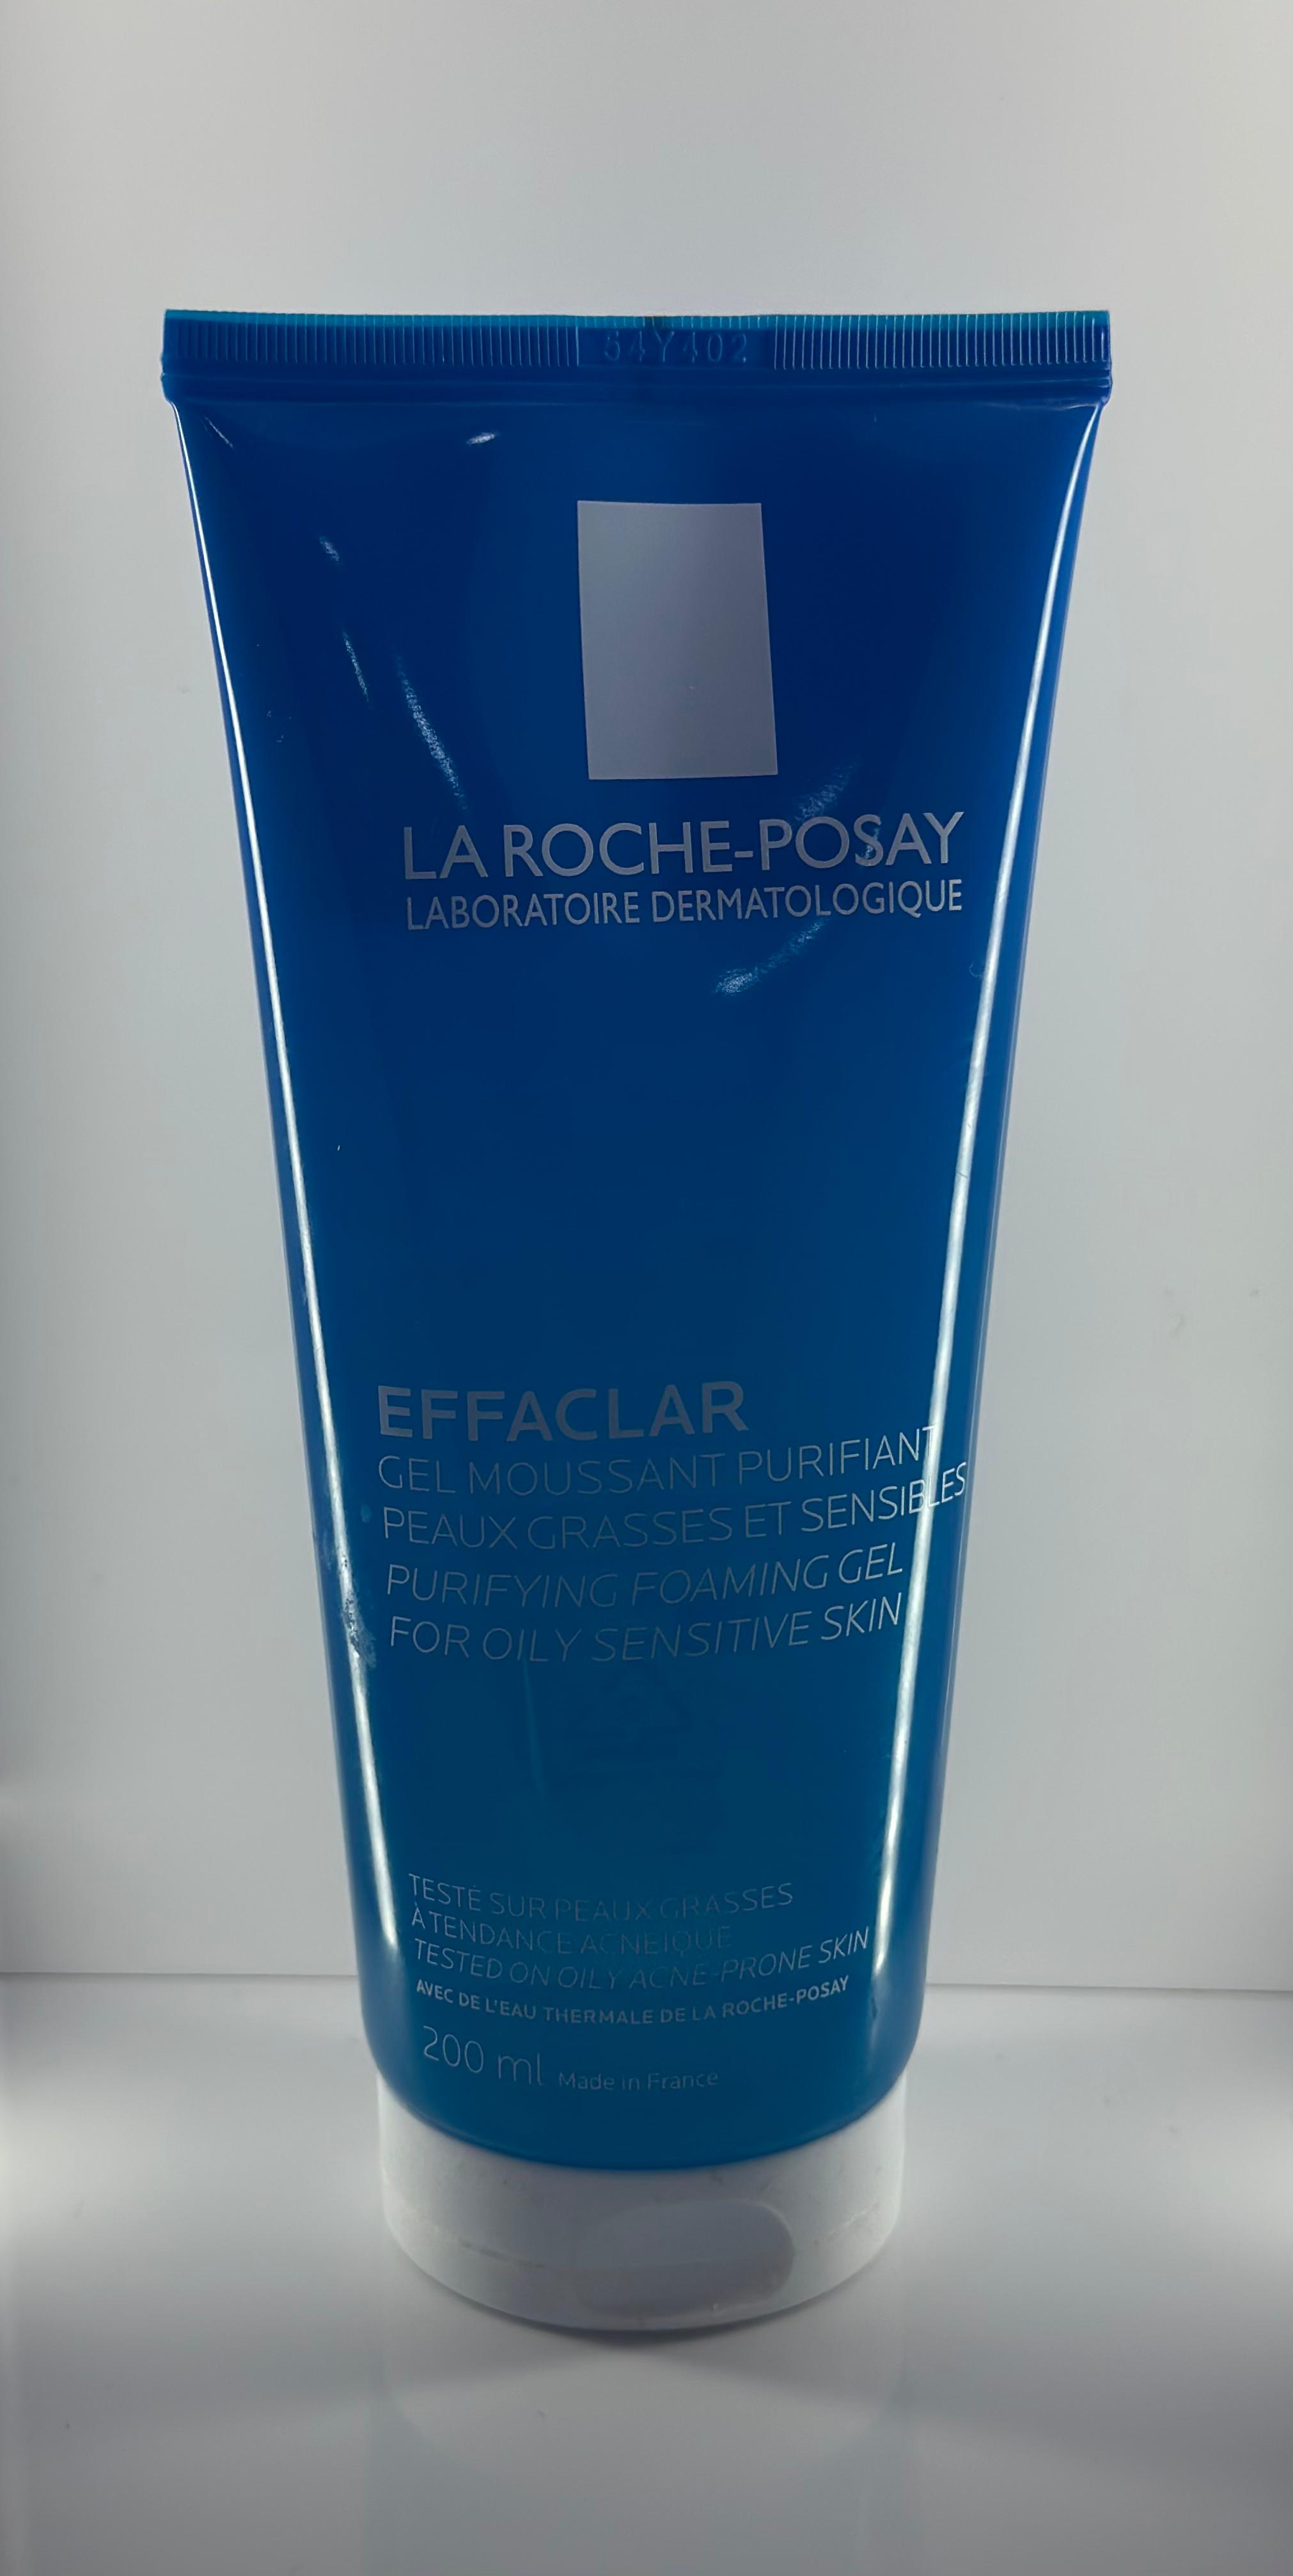 54Y402
LA ROCHE-POSAY
LABORATOIRE DERMATOLOGIQUE
EFFACLAR
GEL MOUSSANT PURIFIANT
PEAUX GRASSES ET SENSIBLES
PURIFYING FOAMING GEL
FOR OILY SENSITIVE SKIN
TESTÉ SUR PEAUX GRASSES
À TENDANCE ACNÉIQUE
TESTED ON OILY ACNE-PRONE SKIN
AVEC DE L'EAU THERMALE DE LA ROCHE-POSAY
200 ml Made in France